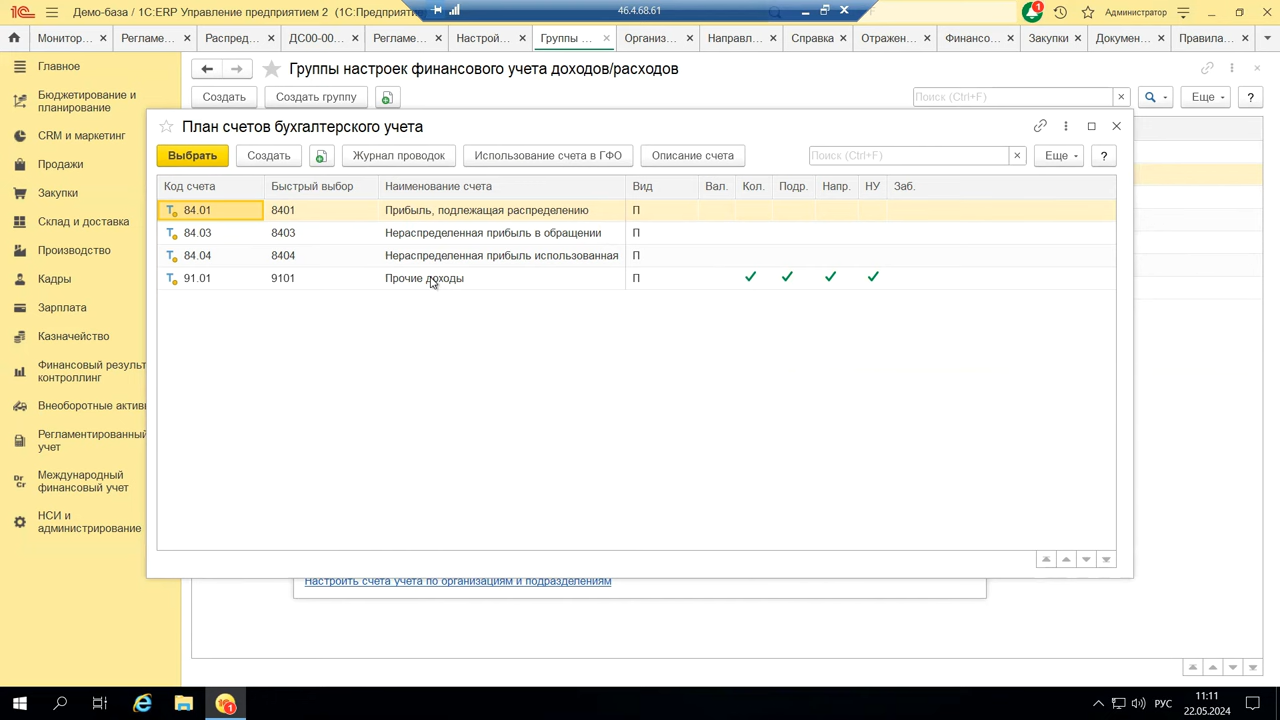 Демо-база / 1С:ERP Управление предприятием 2 (1С:Предприятие
46.4.68.61
Администратор
Монитор...
Регламе...
Распред...
ДС00-00...
Регламе...
Настрой...
Группы ...
Организ...
Направл...
Справка
Отражен...
Финансо...
Закупки
Докумен...
Правила...
Главное
Бюджетирование и
планирование
CRM и маркетинг
Продажи
Закупки
Склад и доставка
Производство
Кадры
Зарплата
Казначейство
Финансовый результ
контроллинг
Внеоборотные актив
Регламентированный
учет
Международный
финансовый учет
НСИ и
администрирование
Группы настроек финансового учета доходов/расходов
Создать
Создать группу
Поиск (Ctrl+F)
Еще
?
План счетов бухгалтерского учета
Выбрать
Создать
Журнал проводок
Использование счета в ГФО
Описание счета
Поиск (Ctrl+F)
Еще
?
Код счета Быстрый выбор Наименование счета Вид Вал. Кол. Подр. Напр. НУ Заб.
84.01 8401 Прибыль, подлежащая распределению П
84.03 8403 Нераспределенная прибыль в обращении П
84.04 8404 Нераспределенная прибыль использованная П
91.01 9101 Прочие доходы П
Настроить счета учета по организациям и подразделениям
РУС
11:11
22.05.2024